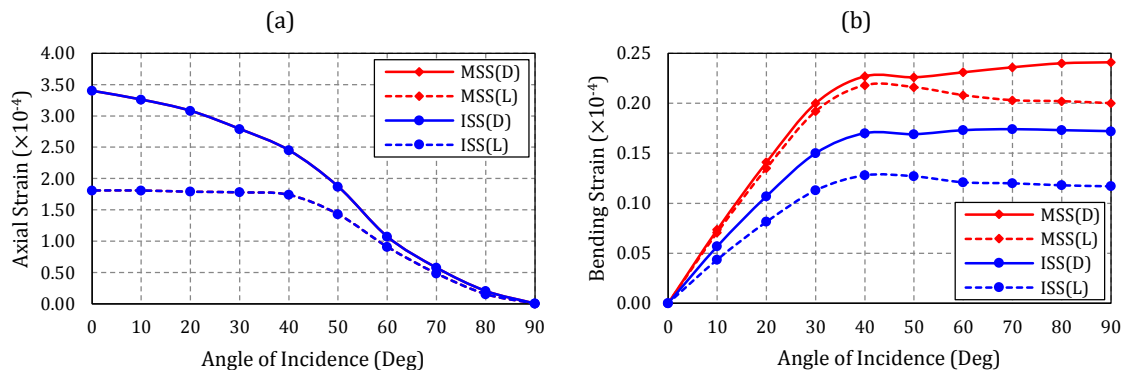 (a)
Axial Strain (×10⁻⁴)
4.00
3.50
3.00
2.50
2.00
1.50
1.00
0.50
0.00
MSS(D)
MSS(L)
ISS(D)
ISS(L)
0 10 20 30 40 50 60 70 80 90
Angle of Incidence (Deg)
(b)
Bending Strain (×10⁻⁴)
0.25
0.20
0.15
0.10
0.05
0.00
MSS(D)
MSS(L)
ISS(D)
ISS(L)
0 10 20 30 40 50 60 70 80 90
Angle of Incidence (Deg)